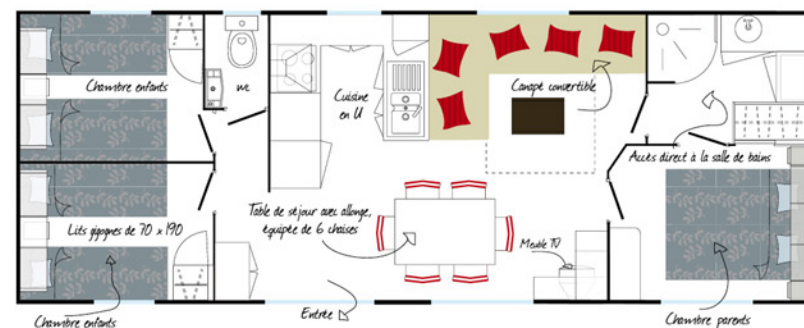 Chambre enfants
wc
Cuisine
en U
Canapé convertible
Accès direct à la salle de bains
Lits gigognes de 70 x 190
Table de séjour avec allonge,
équipée de 6 chaises
Meuble TV
Entrée
Chambre enfants
Chambre parents